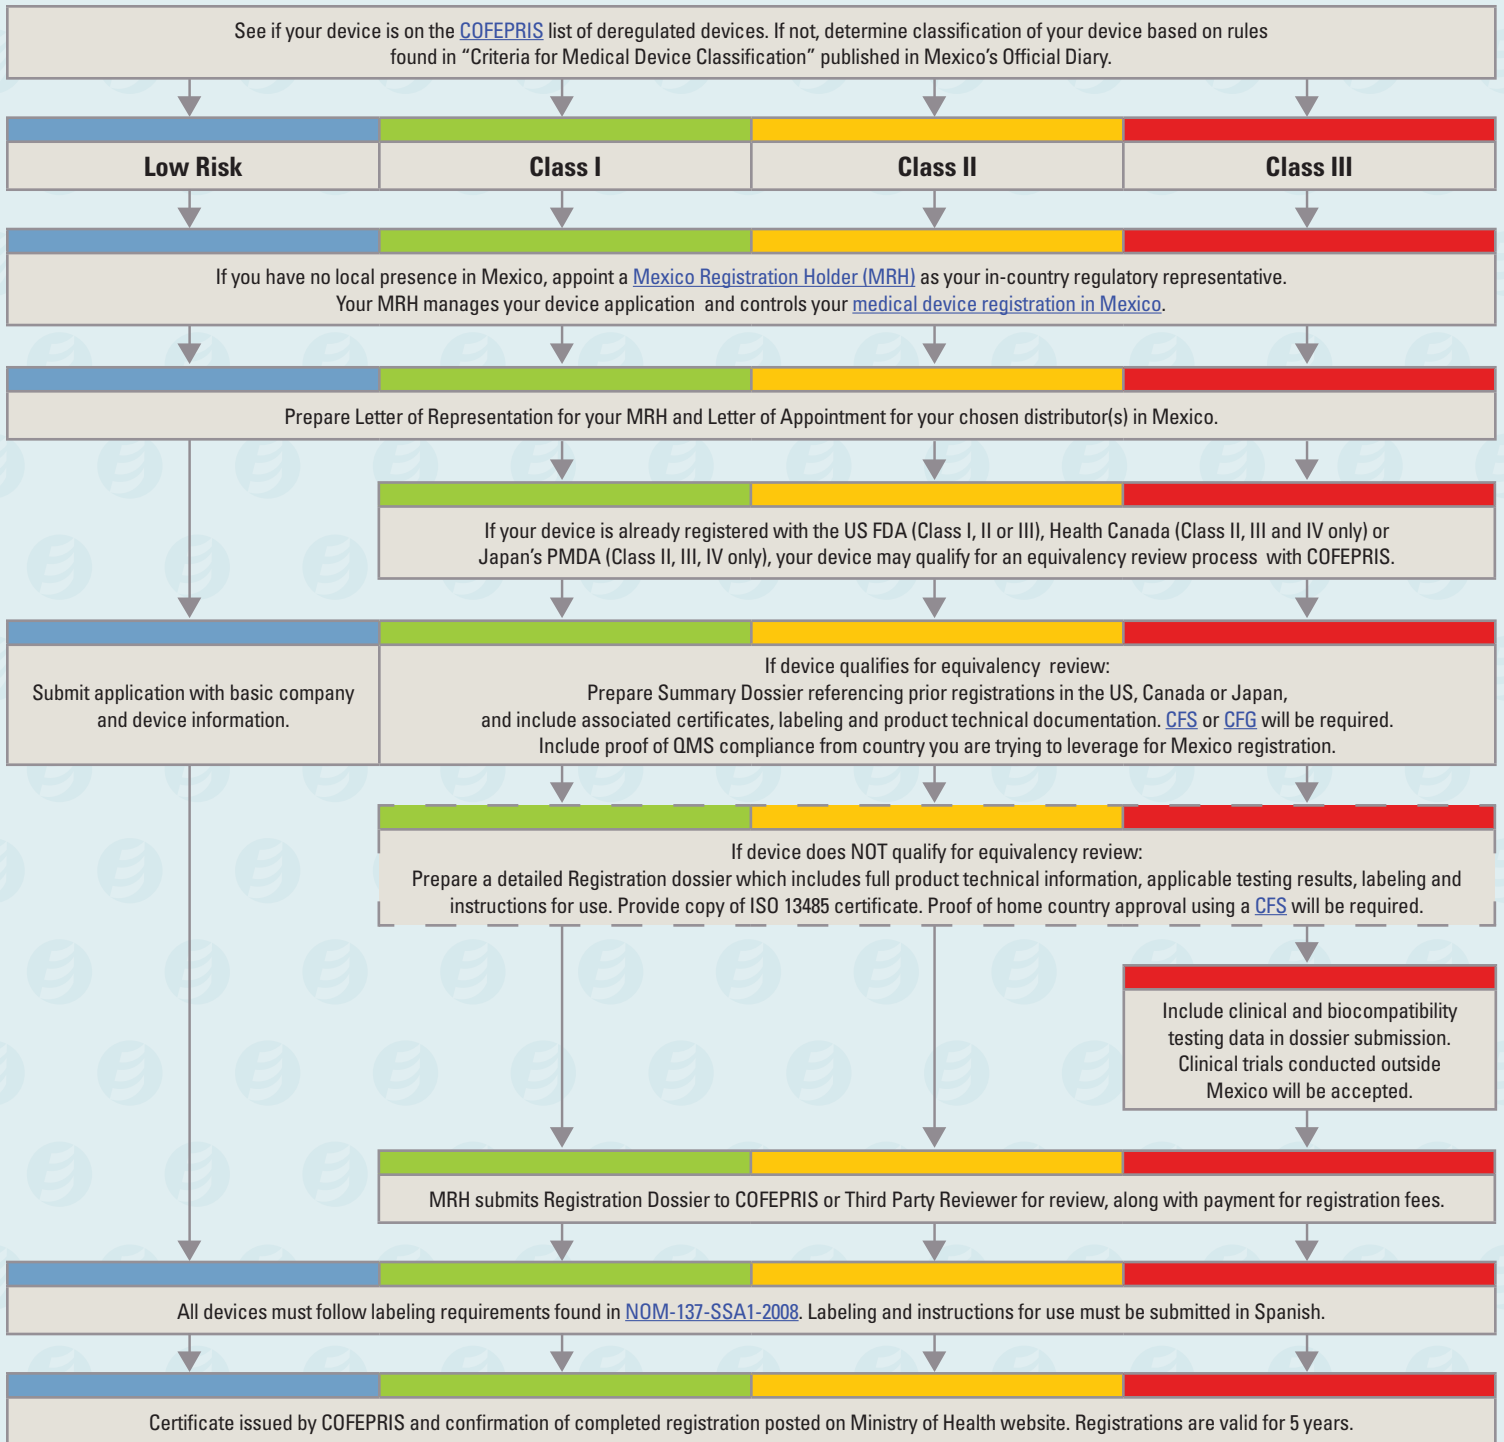 See if your device is on the COFEPRIS list of deregulated devices. If not, determine classification of your device based on rules
found in “Criteria for Medical Device Classification” published in Mexico’s Official Diary.
Low Risk
Class I
Class II
Class III
If you have no local presence in Mexico, appoint a Mexico Registration Holder (MRH) as your in-country regulatory representative.
Your MRH manages your device application and controls your medical device registration in Mexico.
Prepare Letter of Representation for your MRH and Letter of Appointment for your chosen distributor(s) in Mexico.
If your device is already registered with the US FDA (Class I, II or III), Health Canada (Class II, III and IV only) or
Japan’s PMDA (Class II, III, IV only), your device may qualify for an equivalency review process with COFEPRIS.
Submit application with basic company
and device information.
If device qualifies for equivalency review:
Prepare Summary Dossier referencing prior registrations in the US, Canada or Japan,
and include associated certificates, labeling and product technical documentation. CFS or CFG will be required.
Include proof of QMS compliance from country you are trying to leverage for Mexico registration.
If device does NOT qualify for equivalency review:
Prepare a detailed Registration dossier which includes full product technical information, applicable testing results, labeling and
instructions for use. Provide copy of ISO 13485 certificate. Proof of home country approval using a CFS will be required.
Include clinical and biocompatibility
testing data in dossier submission.
Clinical trials conducted outside
Mexico will be accepted.
MRH submits Registration Dossier to COFEPRIS or Third Party Reviewer for review, along with payment for registration fees.
All devices must follow labeling requirements found in NOM-137-SSA1-2008. Labeling and instructions for use must be submitted in Spanish.
Certificate issued by COFEPRIS and confirmation of completed registration posted on Ministry of Health website. Registrations are valid for 5 years.